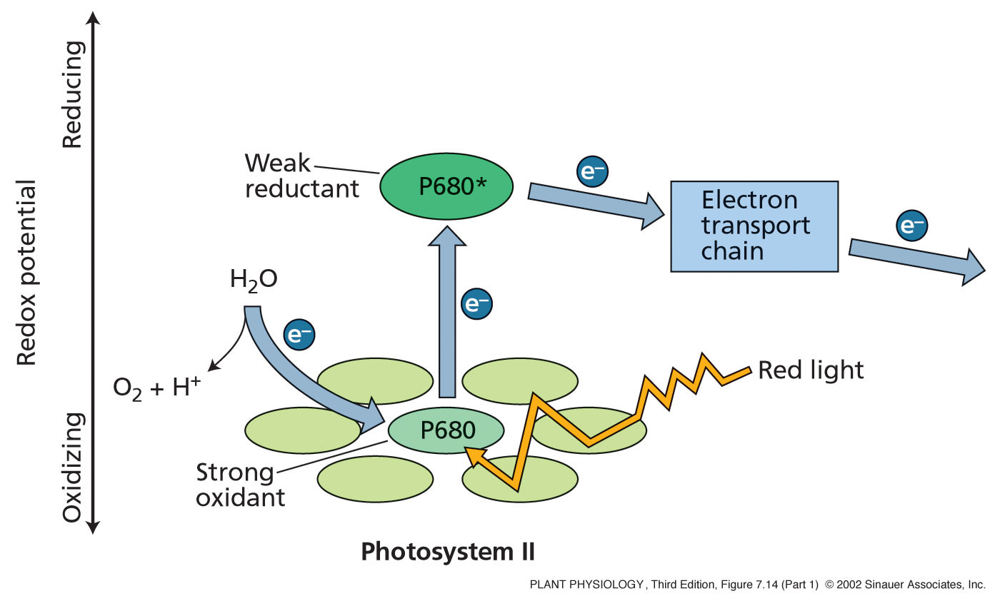 Redox potential
Reducing
Oxidizing
Weak
reductant
P680*
e–
Electron
transport
chain
e–
H₂O
e–
e–
O₂ + H⁺
Red light
P680
Strong
oxidant
Photosystem II
PLANT PHYSIOLOGY, Third Edition, Figure 7.14 (Part 1) © 2002 Sinauer Associates, Inc.